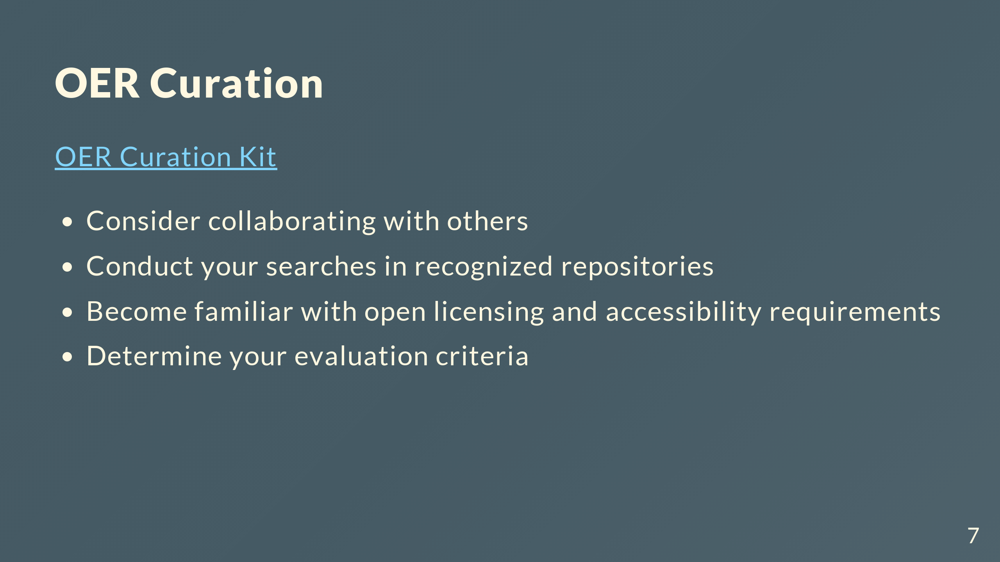 OER Curation
OER Curation Kit
• Consider collaborating with others
• Conduct your searches in recognized repositories
• Become familiar with open licensing and accessibility requirements
• Determine your evaluation criteria
7